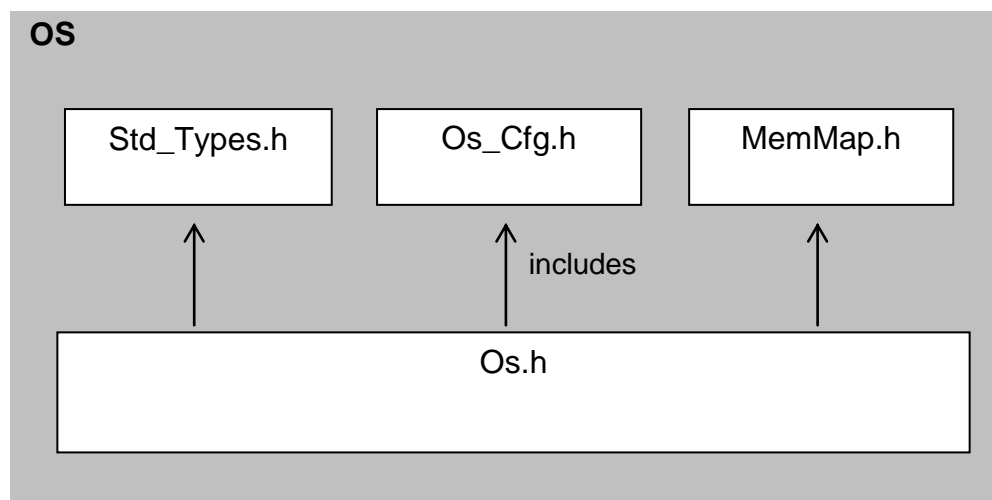 OS
Std_Types.h
Os_Cfg.h
MemMap.h
includes
Os.h